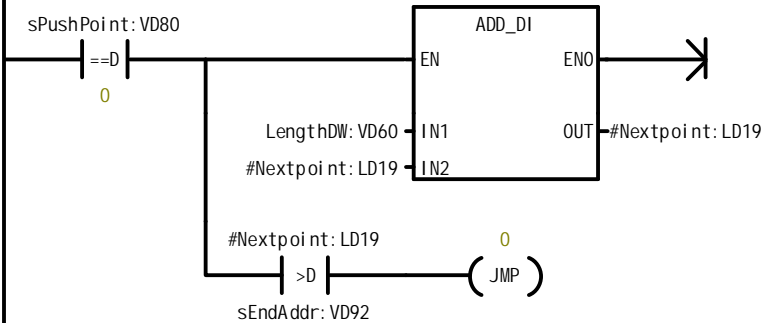 sPushPoint:VD80
ADD_DI
==D
EN
ENO
0
LengthDW:VD60
IN1
OUT
#Nextpoint:LD19
#Nextpoint:LD19
IN2
#Nextpoint:LD19
0
>D
JMP
sEndAddr:VD92